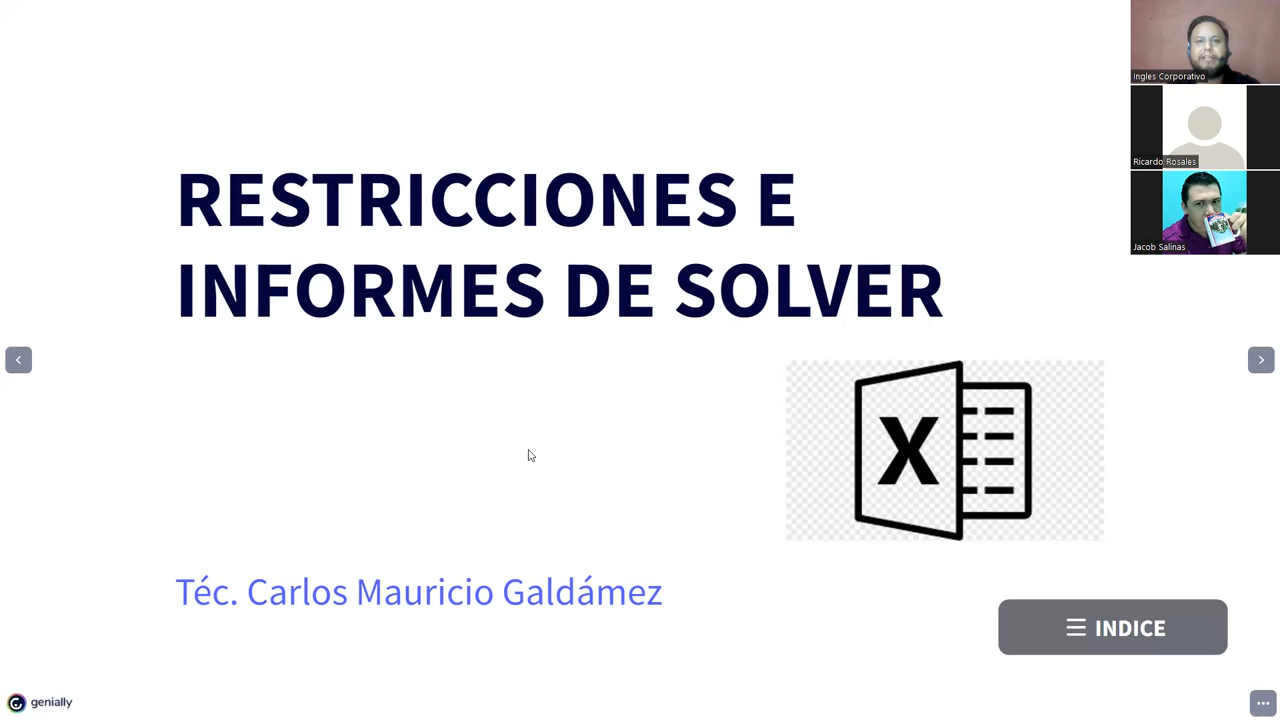 RESTRICCIONES E
INFORMES DE SOLVER
X
Téc. Carlos Mauricio Galdámez
☰ INDICE
genially
Ingles Corporativo
Ricardo Rosales
Jacob Salinas